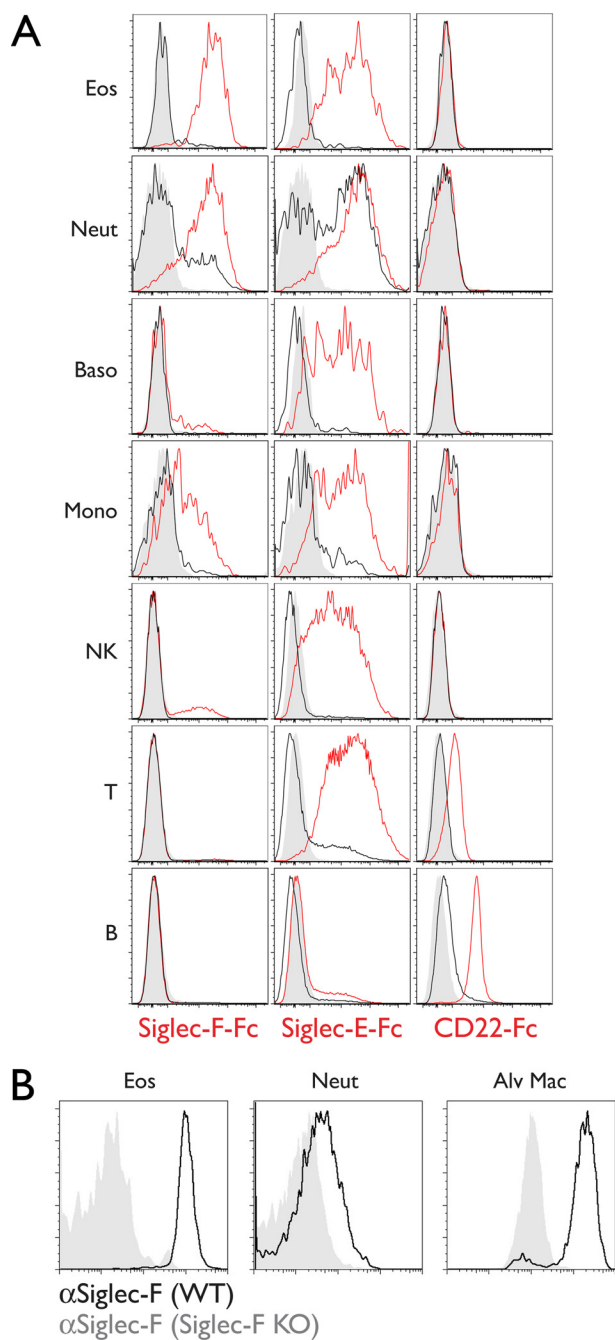 A
Eos
Neut
Baso
Mono
NK
T
B
Siglec-F-Fc Siglec-E-Fc CD22-Fc
B
Eos Neut Alv Mac
αSiglec-F (WT)
αSiglec-F (Siglec-F KO)